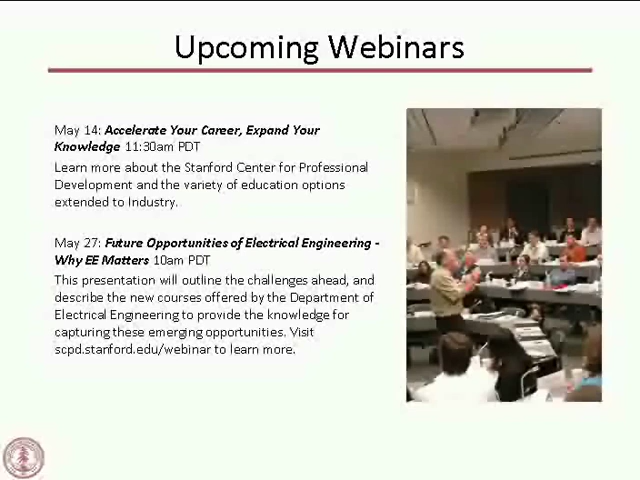 Upcoming Webinars
May 14: Accelerate Your Career, Expand Your
Knowledge 11:30am PDT
Learn more about the Stanford Center for Professional
Development and the variety of education options
extended to Industry.
May 27: Future Opportunities of Electrical Engineering -
Why EE Matters 10am PDT
This presentation will outline the challenges ahead, and
describe the new courses offered by the Department of
Electrical Engineering to provide the knowledge for
capturing these emerging opportunities. Visit
scpd.stanford.edu/webinar to learn more.